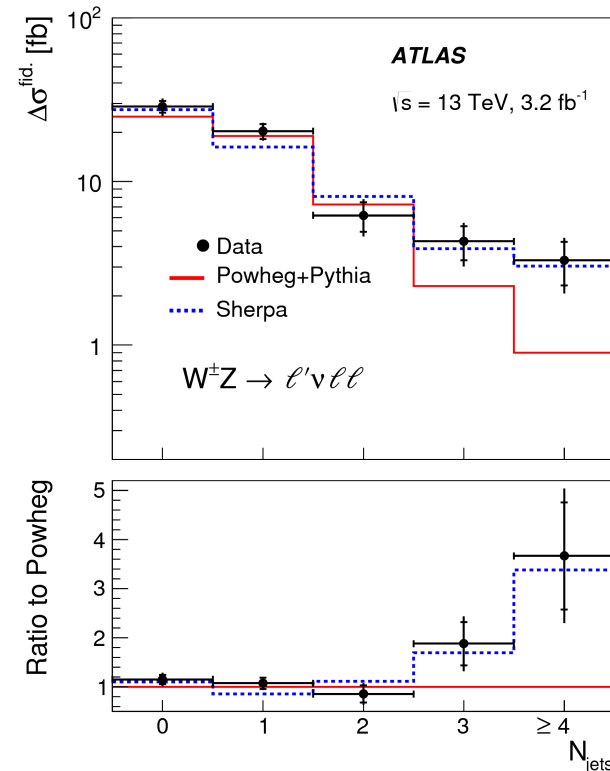 Δσ^fid. [fb]
10²
10
1
ATLAS
√s = 13 TeV, 3.2 fb⁻¹
Data
Powheg+Pythia
Sherpa
W^±Z → ℓ′νℓℓ
Ratio to Powheg
5
4
3
2
1
0 1 2 3 ≥ 4
N_jets